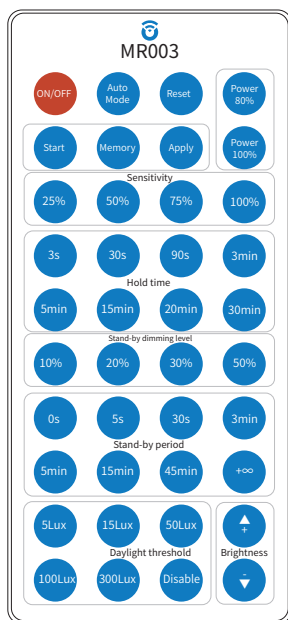 MR003
ON/OFF
Auto
Mode
Reset
Power
80%
Start
Memory
Apply
Power
100%
Sensitivity
25%
50%
75%
100%
3s
30s
90s
3min
Hold time
5min
15min
20min
30min
Stand-by dimming level
10%
20%
30%
50%
0s
5s
30s
3min
Stand-by period
5min
15min
45min
+∞
5Lux
15Lux
50Lux
+
Daylight threshold
Brightness
100Lux
300Lux
Disable
-